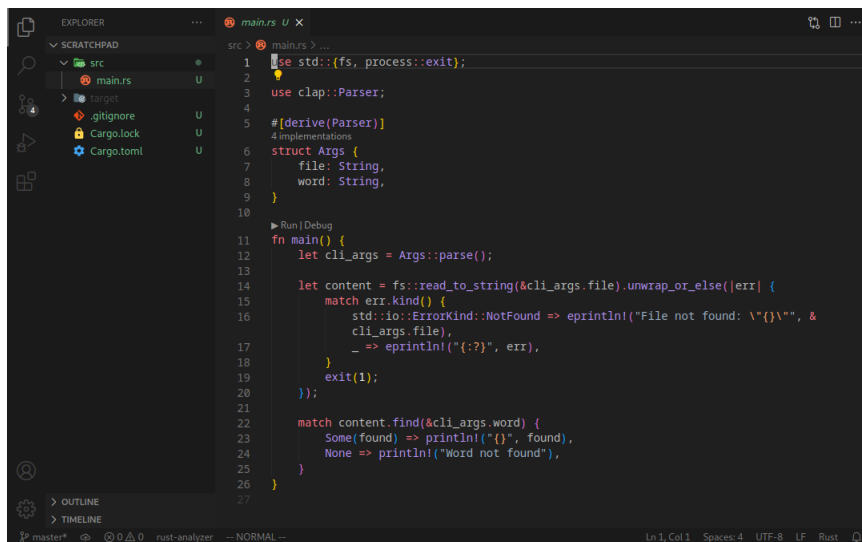 EXPLORER
SCRATCHPAD
src
main.rs U
target
.gitignore U
Cargo.lock U
Cargo.toml U
OUTLINE
TIMELINE
4
main.rs U
src > main.rs > ...
1 use std::{fs, process::exit};
2
3 use clap::Parser;
4
5 #[derive(Parser)]
4 implementations
6 struct Args {
7 file: String,
8 word: String,
9 }
10
Run | Debug
11 fn main() {
12 let cli_args = Args::parse();
13
14 let content = fs::read_to_string(&cli_args.file).unwrap_or_else(|err| {
15 match err.kind() {
16 std::io::ErrorKind::NotFound => eprintln!("File not found: \"{}\"", &
cli_args.file),
17 _ => eprintln!("{:?}", err),
18 }
19 exit(1);
20 });
21
22 match content.find(&cli_args.word) {
23 Some(found) => println!("{}", found),
24 None => println!("Word not found"),
25 }
26 }
27
master* 0 0 rust-analyzer -- NORMAL -- Ln 1, Col 1 Spaces: 4 UTF-8 LF Rust